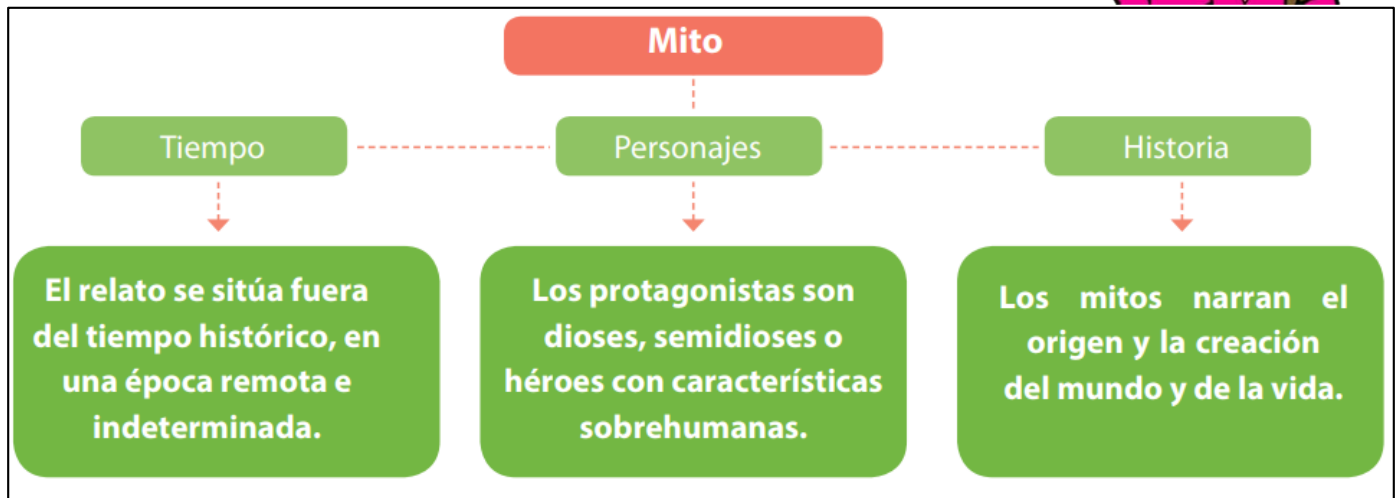 Mito
Tiempo
Personajes
Historia
El relato se sitúa fuera
del tiempo histórico, en
una época remota e
indeterminada.
Los protagonistas son
dioses, semidioses o
héroes con características
sobrehumanas.
Los mitos narran el
origen y la creación
del mundo y de la vida.